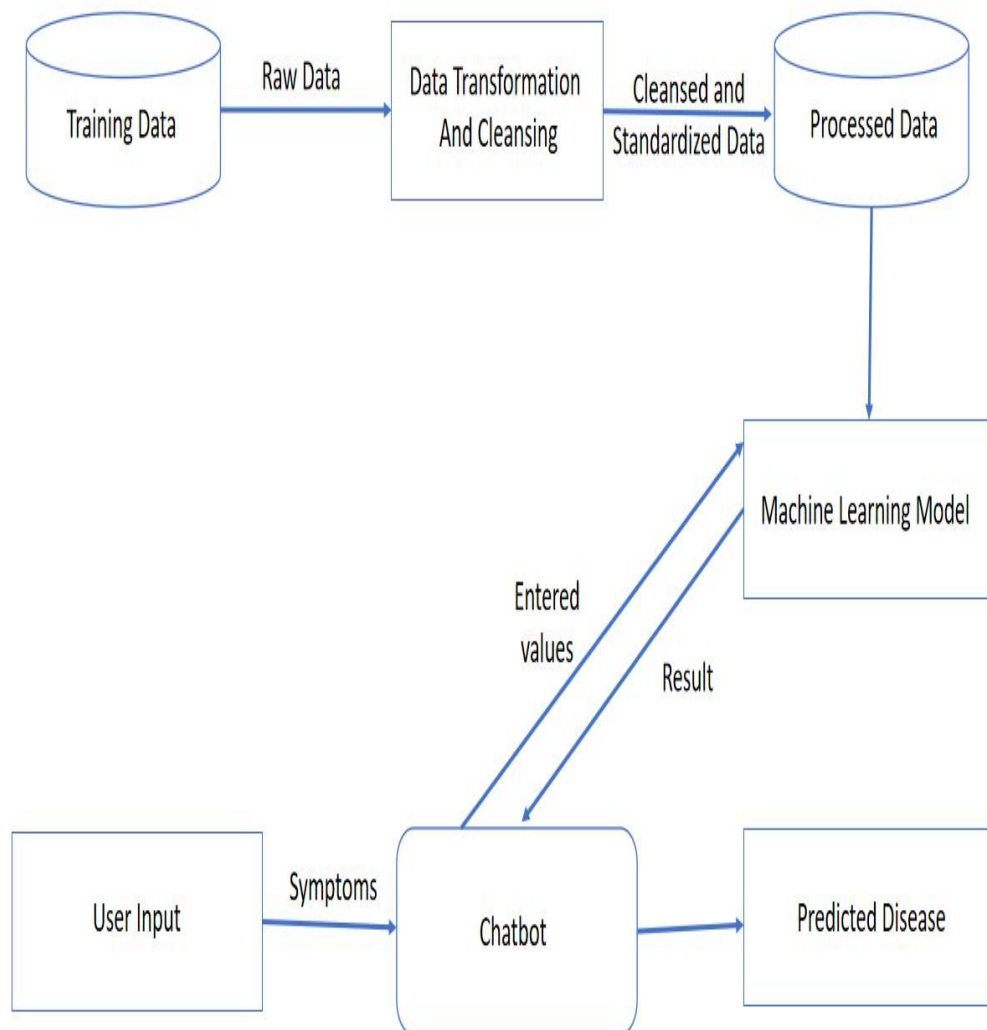 Training Data
Raw Data
Data Transformation
And Cleansing
Cleansed and
Standardized Data
Processed Data
Machine Learning Model
Entered
values
Result
User Input
Symptoms
Chatbot
Predicted Disease